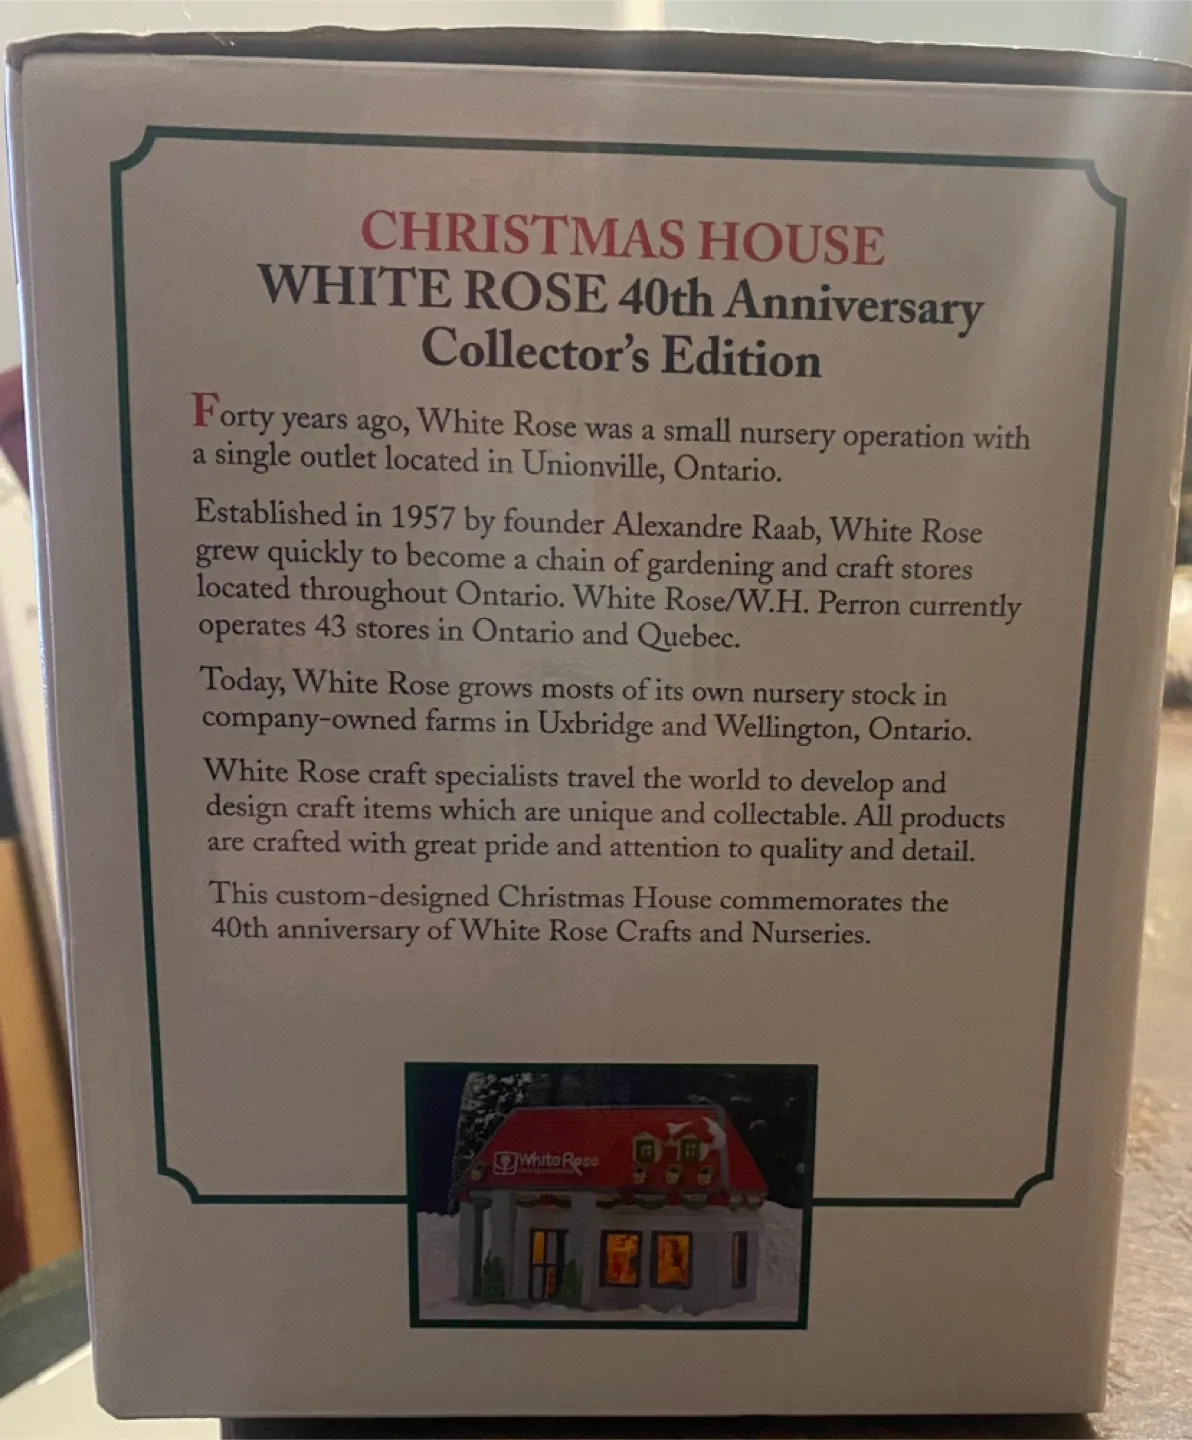 CHRISTMAS HOUSE
WHITE ROSE 40th Anniversary
Collector's Edition
Forty years ago, White Rose was a small nursery operation with
a single outlet located in Unionville, Ontario.
Established in 1957 by founder Alexandre Raab, White Rose
grew quickly to become a chain of gardening and craft stores
located throughout Ontario. White Rose/W.H. Perron currently
operates 43 stores in Ontario and Quebec.
Today, White Rose grows mosts of its own nursery stock in
company-owned farms in Uxbridge and Wellington, Ontario.
White Rose craft specialists travel the world to develop and
design craft items which are unique and collectable. All products
are crafted with great pride and attention to quality and detail.
This custom-designed Christmas House commemorates the
40th anniversary of White Rose Crafts and Nurseries.
White Rose